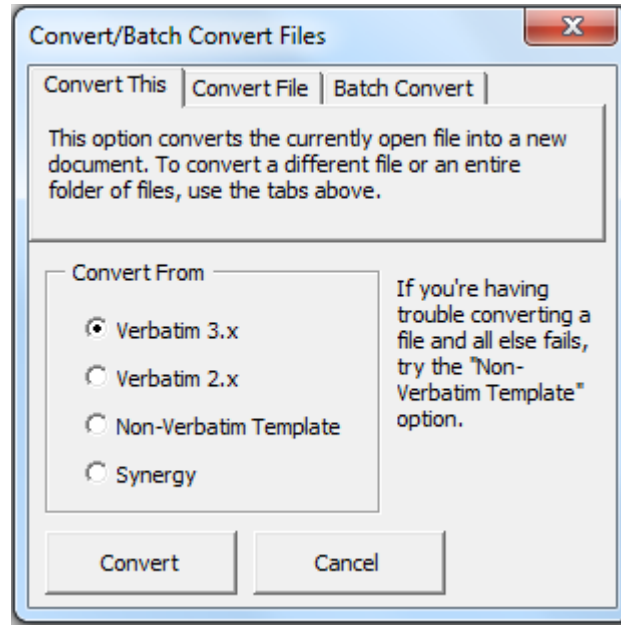 Convert/Batch Convert Files
X
Convert This
Convert File
Batch Convert
This option converts the currently open file into a new
document. To convert a different file or an entire
folder of files, use the tabs above.
Convert From
Verbatim 3.x
Verbatim 2.x
Non-Verbatim Template
Synergy
If you're having
trouble converting a
file and all else fails,
try the "Non-
Verbatim Template"
option.
Convert
Cancel